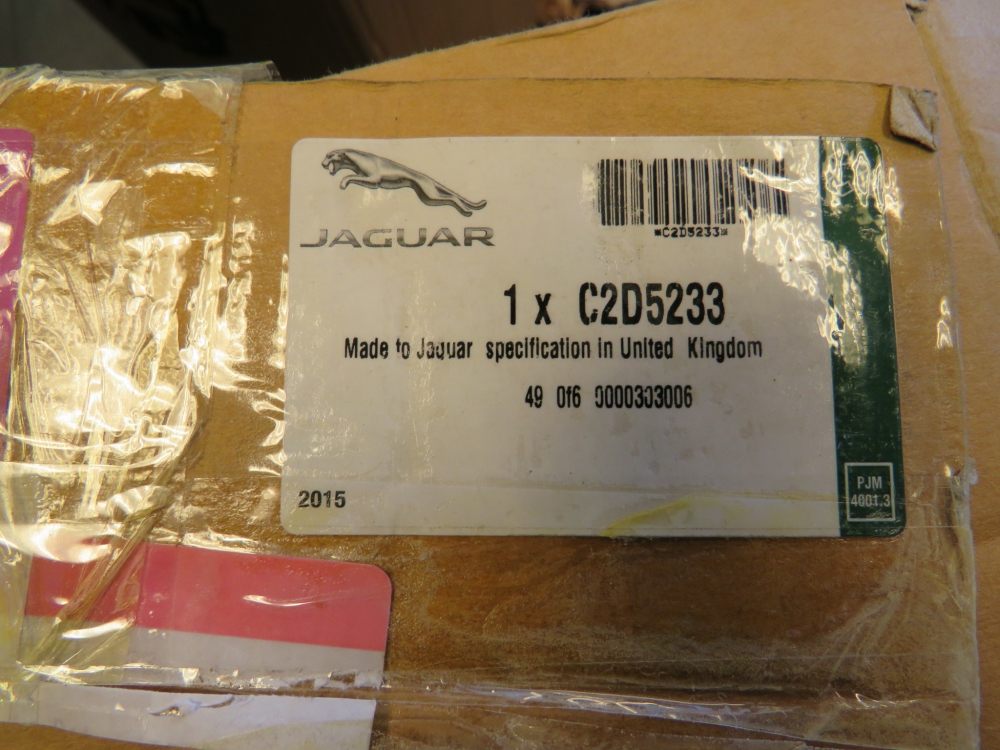 JAGUAR
*C2D5233*
1 x C2D5233
Made to Jaguar specification in United Kingdom
49 0f6 0000303006
2015
PJM
4001.3